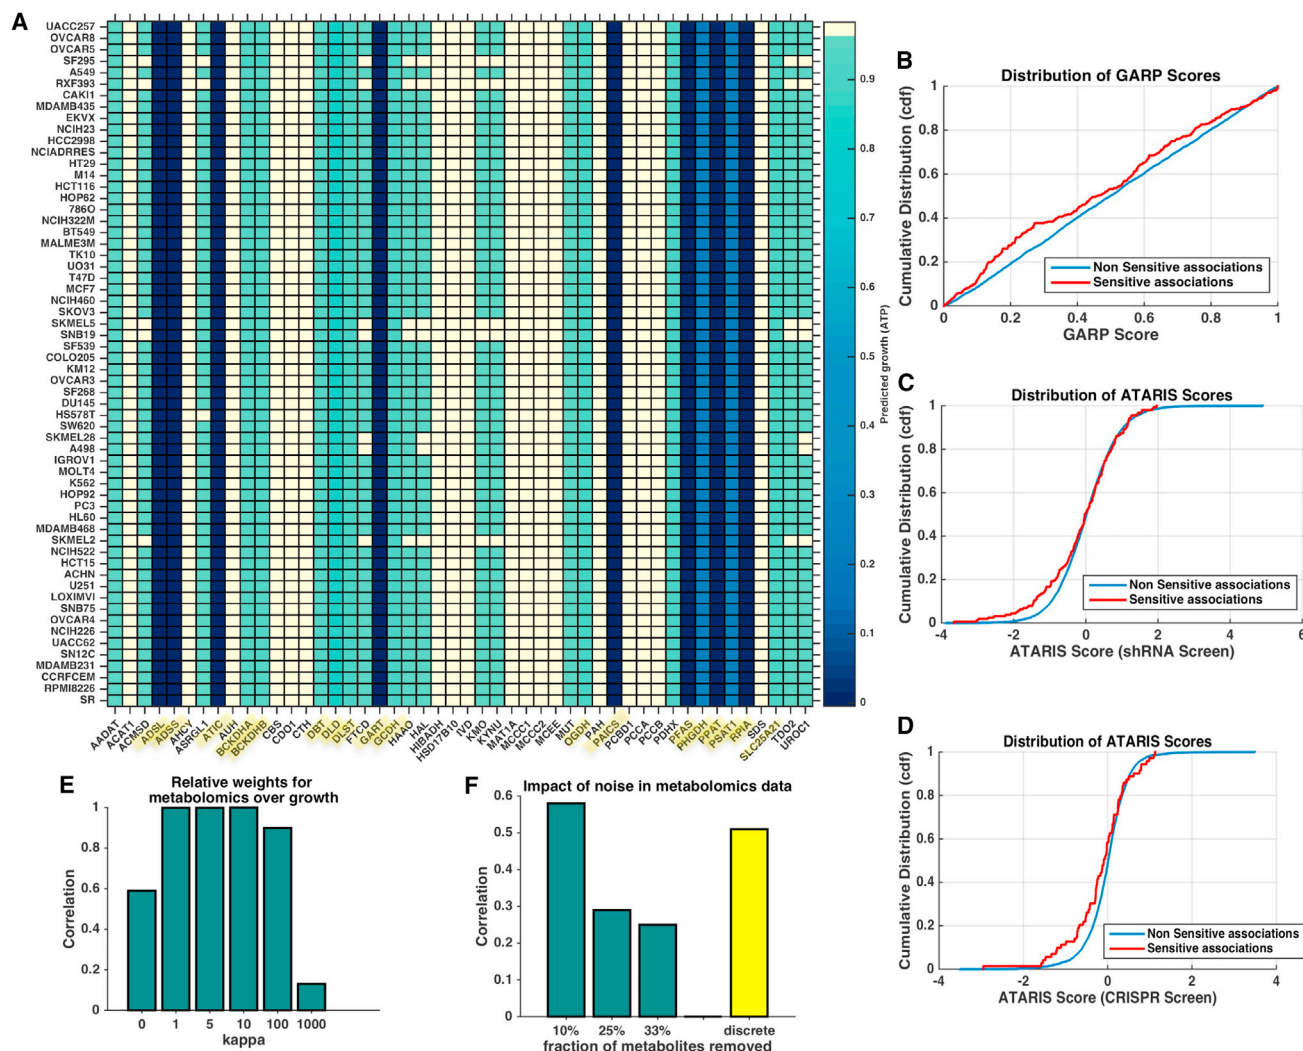 A
UACC257
OVCAR8
OVCAR5
SF295
A549
RXF393
CAKI1
MDAMB435
EKVX
NCIH23
HCC2998
NCIADRRES
HT29
M14
HCT116
HOP62
786O
NCIH322M
BT549
MALME3M
TK10
UO31
T47D
MCF7
NCIH460
SKOV3
SKMEL5
SNB19
SF539
COLO205
KM12
OVCAR3
SF268
DU145
HS578T
SW620
SKMEL28
A498
IGROV1
MOLT4
K562
HOP92
PC3
HL60
MDAMB468
SKMEL2
NCIH522
HCT15
ACHN
U251
LOXIMVI
SNB75
OVCAR4
NCIH226
UACC62
SN12C
MDAMB231
CCRFCEM
RPMI8226
SR
AADAT
ACAT1
ACMSD
ADSL
ADSS
AHCY
ASRGL1
ATIC
AUH
BCKDHA
BCKDHB
CBS
CDO1
CTH
DBT
DLD
DLST
FTCD
GART
GCDH
HAAO
HAL
HIBADH
HSD17B10
IVD
KMO
KYNU
MAT1A
MCCC1
MCCC2
MCEE
MUT
OGDH
PAH
PAICS
PCBD1
PCCA
PCCB
PDHX
PFAS
PHGDH
PPAT
PSAT1
RPIA
SDS
SLC25A21
TDO2
UROC1
0.9
0.8
0.7
0.6
0.5
0.4
0.3
0.2
0.1
0
Predicted growth (ATP)
B
Distribution of GARP Scores
Cumulative Distribution (cdf)
1
0.8
0.6
0.4
0.2
0
Non Sensitive associations
Sensitive associations
0 0.2 0.4 0.6 0.8 1
GARP Score
C
Distribution of ATARIS Scores
Cumulative Distribution (cdf)
1
0.8
0.6
0.4
0.2
0
Non Sensitive associations
Sensitive associations
-4 -2 0 2 4 6
ATARIS Score (shRNA Screen)
D
Distribution of ATARIS Scores
Cumulative Distribution (cdf)
1
0.8
0.6
0.4
0.2
0
Non Sensitive associations
Sensitive associations
-4 -2 0 2 4
ATARIS Score (CRISPR Screen)
E
Relative weights for
metabolomics over growth
Correlation
1
0.8
0.6
0.4
0.2
0
0 1 5 10 100 1000
kappa
F
Impact of noise in metabolomics data
Correlation
0.6
0.5
0.4
0.3
0.2
0.1
0
10% 25% 33% discrete
fraction of metabolites removed